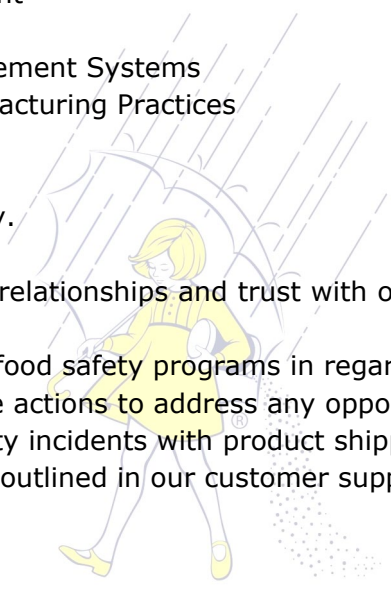 ement Systems
acturing Practices
y.
relationships and trust with o
food safety programs in regar
e actions to address any oppo
ty incidents with product ship
outlined in our customer supp
®